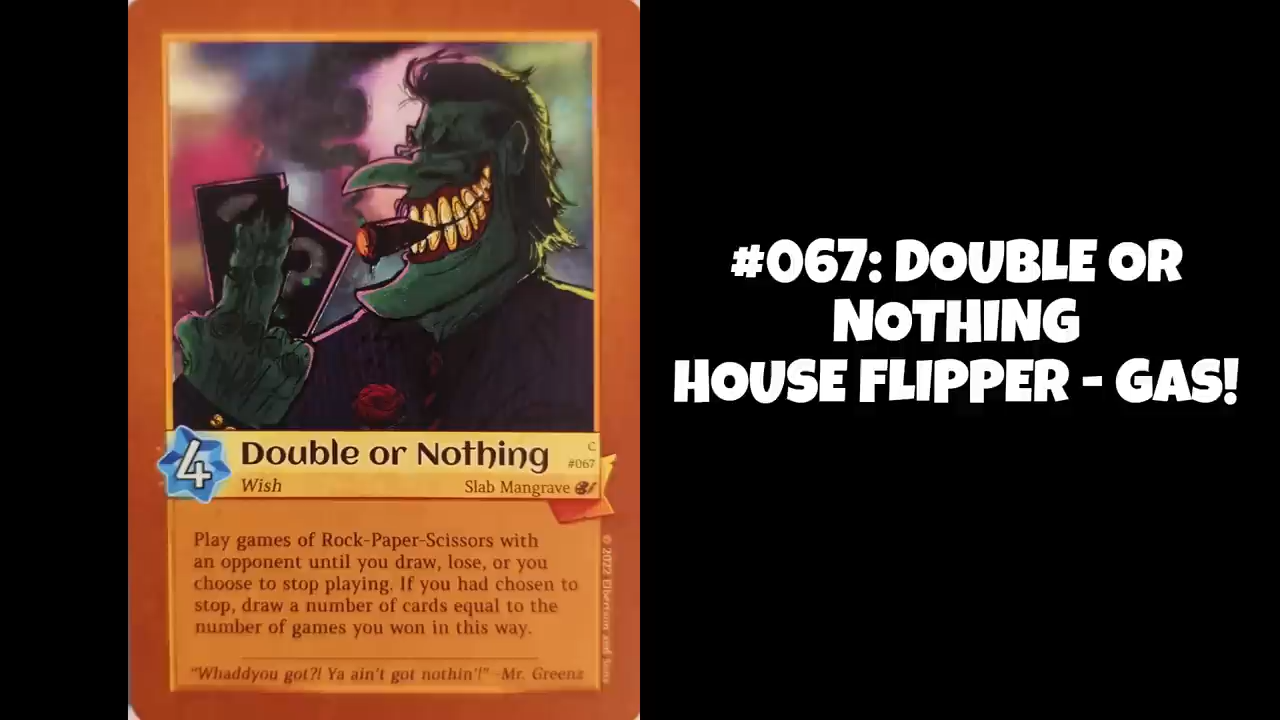 4
Double or Nothing
C
#067
Wish
Slab Mangrave
Play games of Rock-Paper-Scissors with
an opponent until you draw, lose, or you
choose to stop playing. If you had chosen to
stop, draw a number of cards equal to the
number of games you won in this way.
"Whaddyou got?! Ya ain't got nothin'!" -Mr. Greenz
© 2022 Elbertson and Sons
#067: DOUBLE OR
NOTHING
HOUSE FLIPPER - GAS!